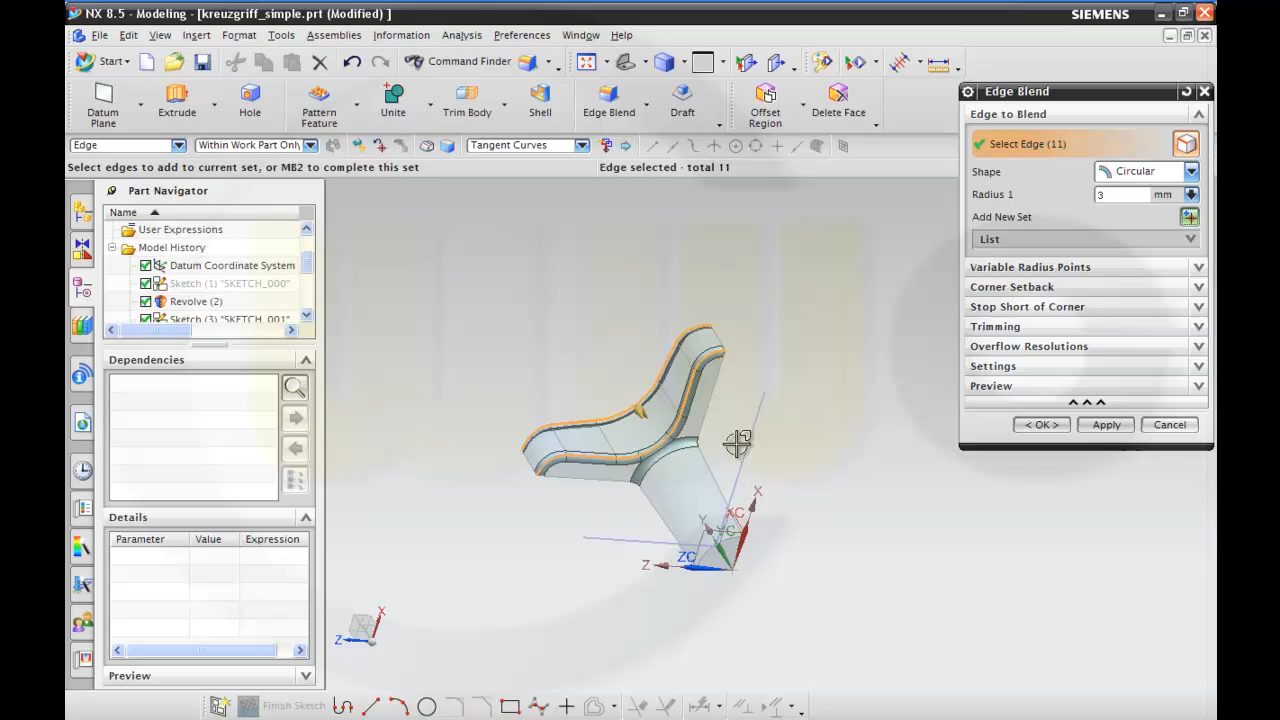 NX 8.5 - Modeling - [kreuzgriff_simple.prt (Modified) ]
SIEMENS
File Edit View Insert Format Tools Assemblies Information Analysis Preferences Window Help
Start Command Finder
Datum Plane Extrude Hole Pattern Feature Unite Trim Body Shell Edge Blend Draft Offset Region Delete Face
Edge Within Work Part Only Tangent Curves
Select edges to add to current set, or MB2 to complete this set Edge selected - total 11
Part Navigator
Name
User Expressions
Model History
Datum Coordinate System
Sketch (1) "SKETCH_000"
Revolve (2)
Sketch (3) "SKETCH_001"
Dependencies
Details
Parameter Value Expression
Preview
Edge Blend
Edge to Blend
Select Edge (11)
Shape Circular
Radius 1 3 mm
Add New Set
List
Variable Radius Points
Corner Setback
Stop Short of Corner
Trimming
Overflow Resolutions
Settings
Preview
< OK > Apply Cancel
X
XC
Y
YC
ZC
Z
X
Z
Finish Sketch